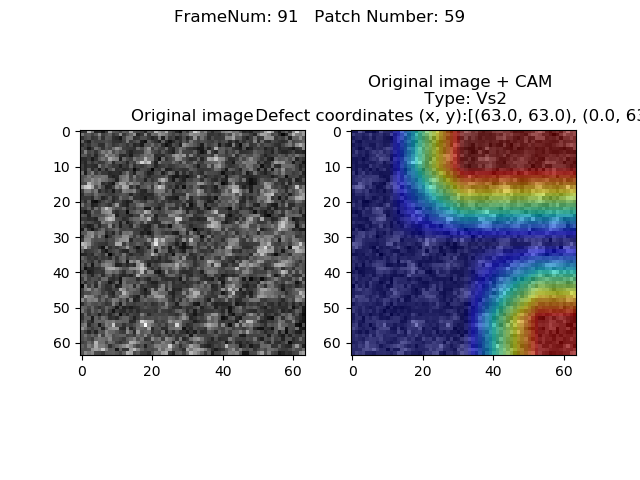 FrameNum: 91   Patch Number: 59
Original image + CAM
Type: Vs2
Original image
Defect coordinates (x, y):[(63.0, 63.0), (0.0, 63
0
10
20
30
40
50
60
0 20 40 60
0
10
20
30
40
50
60
0 20 40 60